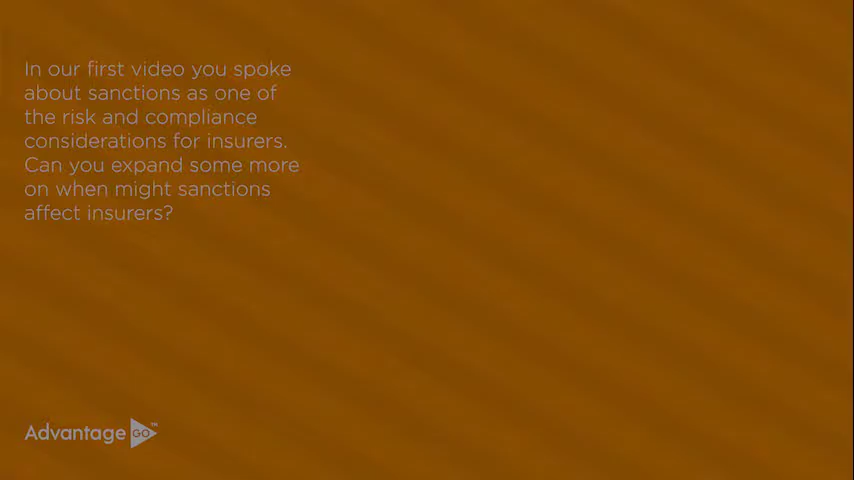 In our first video you spoke
about sanctions as one of
the risk and compliance
considerations for insurers.
Can you expand some more
on when might sanctions
affect insurers?
Advantage GO™